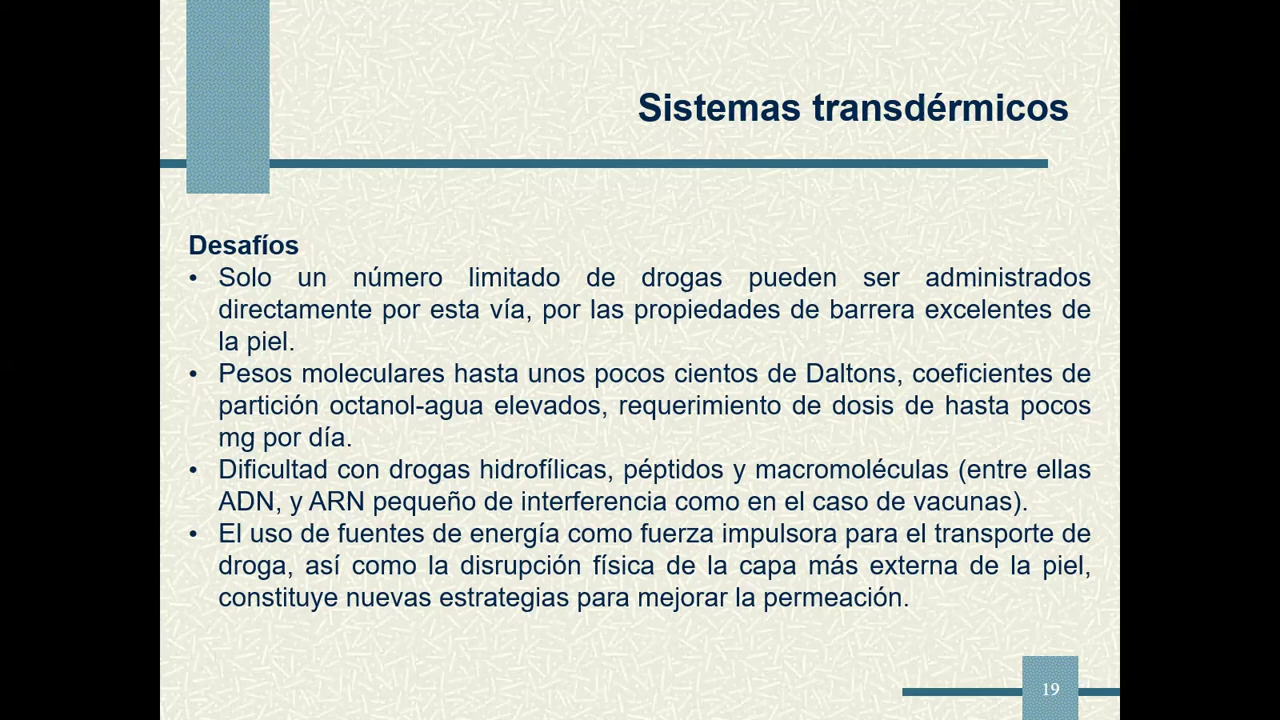 Sistemas transdérmicos
Desafíos
• Solo un número limitado de drogas pueden ser administrados
directamente por esta vía, por las propiedades de barrera excelentes de
la piel.
• Pesos moleculares hasta unos pocos cientos de Daltons, coeficientes de
partición octanol-agua elevados, requerimiento de dosis de hasta pocos
mg por día.
• Dificultad con drogas hidrofílicas, péptidos y macromoléculas (entre ellas
ADN, y ARN pequeño de interferencia como en el caso de vacunas).
• El uso de fuentes de energía como fuerza impulsora para el transporte de
droga, así como la disrupción física de la capa más externa de la piel,
constituye nuevas estrategias para mejorar la permeación.
19